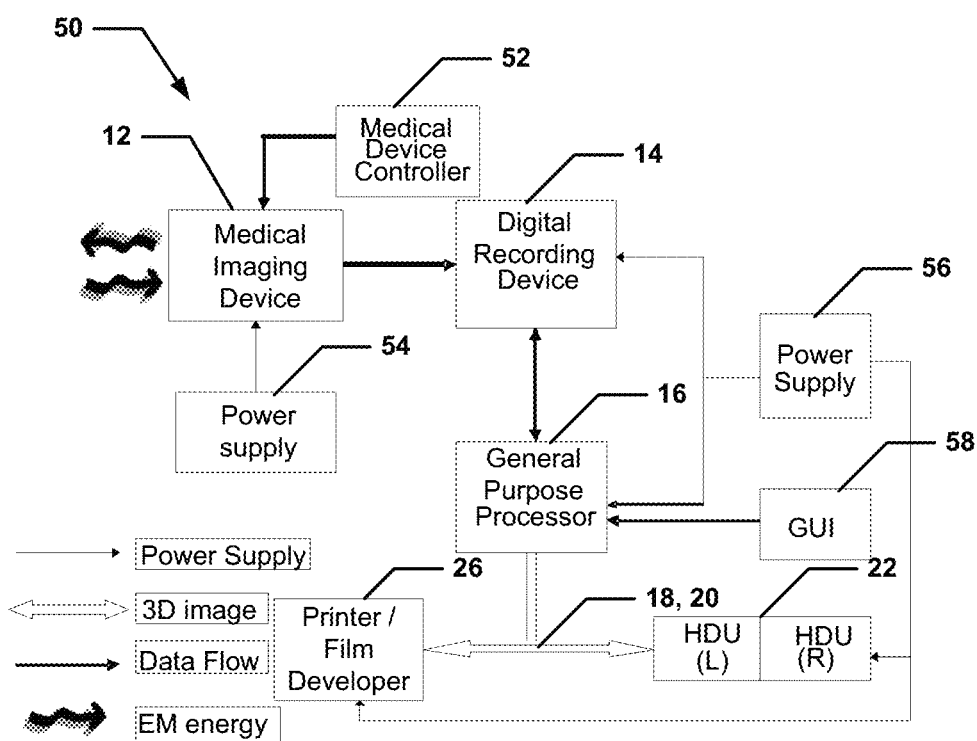 50
52
12
Medical
Device
Controller
14
Medical
Imaging
Device
Digital
Recording
Device
56
54
Power
Supply
Power
supply
16
General
Purpose
Processor
58
GUI
Power Supply
26
22
3D image
Printer /
Film
Developer
18, 20
HDU
(L)
HDU
(R)
Data Flow
EM energy